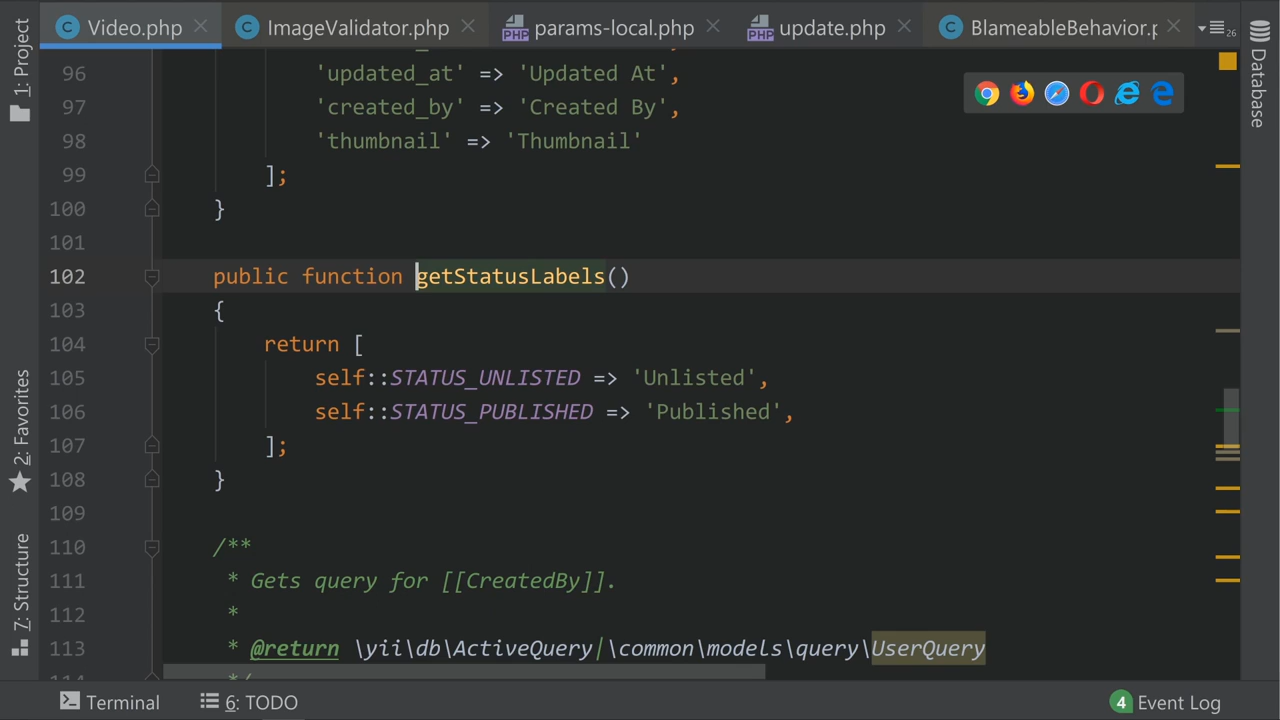 Video.php
ImageValidator.php
params-local.php
update.php
BlameableBehavior.p
26
1: Project
Database
96 'updated_at' => 'Updated At',
97 'created_by' => 'Created By',
98 'thumbnail' => 'Thumbnail'
99 ];
100 }
101
102 public function getStatusLabels()
103 {
104 return [
105 self::STATUS_UNLISTED => 'Unlisted',
106 self::STATUS_PUBLISHED => 'Published',
107 ];
108 }
109
110 /**
111 * Gets query for [[CreatedBy]].
112 *
113 * @return \yii\db\ActiveQuery|\common\models\query\UserQuery
2: Favorites
7: Structure
Terminal
6: TODO
4 Event Log